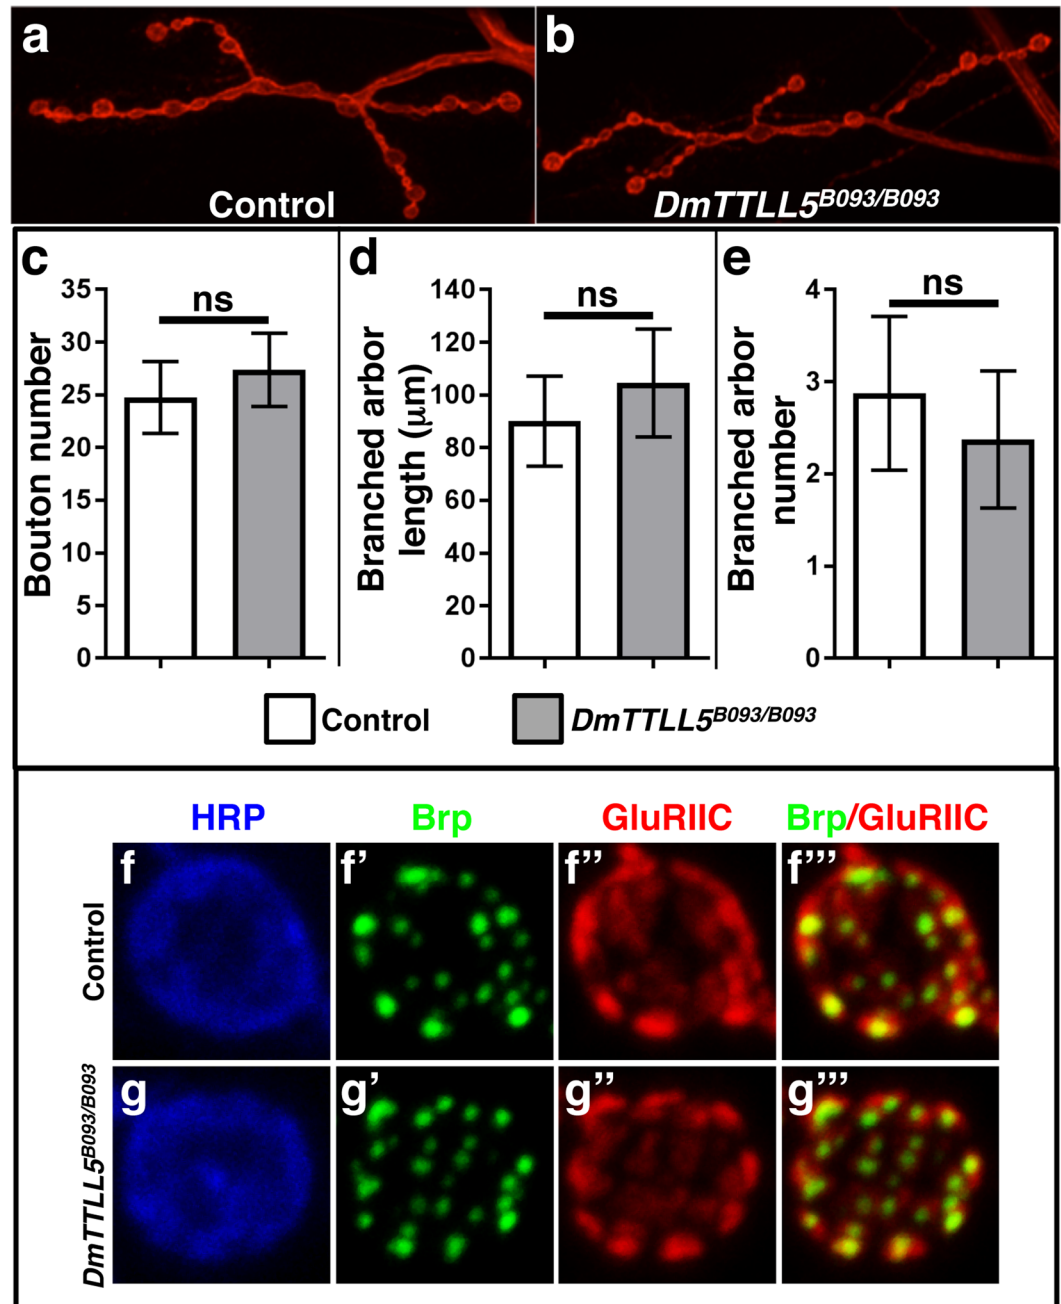 a
b
Control
DmTTLL5B093/B093
c
d
e
ns
ns
ns
Bouton number
35
30
25
20
15
10
5
0
Branched arbor
length (μm)
140
120
100
80
60
40
20
0
Branched arbor
number
4
3
2
1
0
Control
DmTTLL5B093/B093
HRP
Brp
GluRIIC
Brp/GluRIIC
Control
f
f’
f’’
f’’’
DmTTLL5B093/B093
g
g’
g’’
g’’’